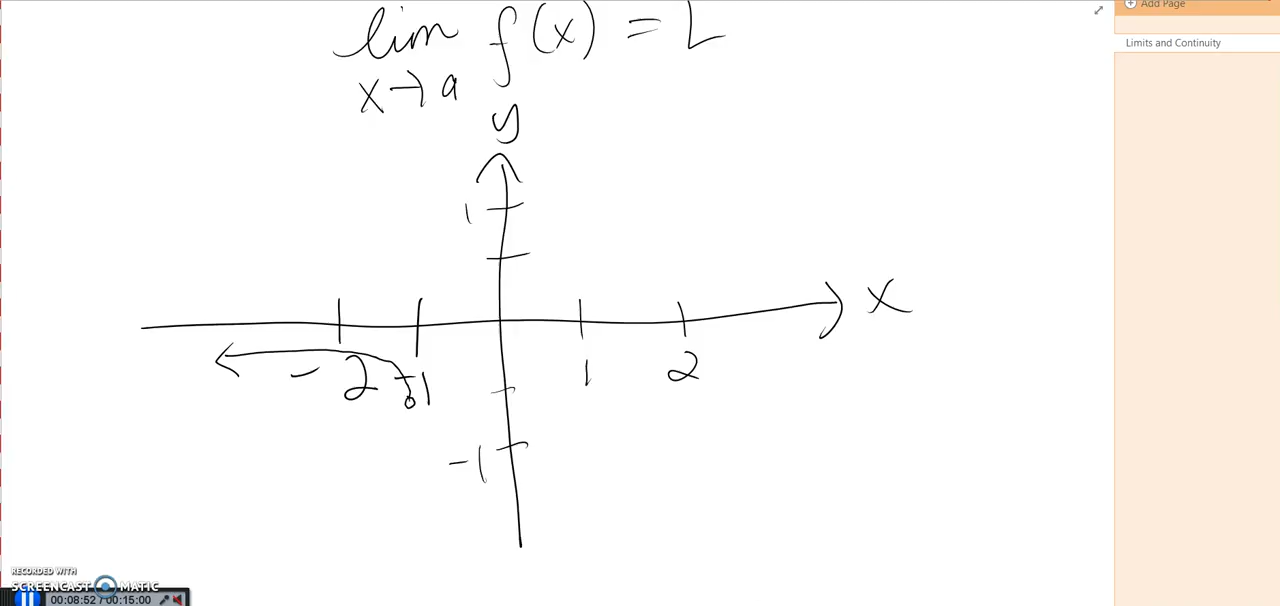 lim f(x) = L
x→a
y
1
x
-2 -1 1 2
-1
Add Page
Limits and Continuity
RECORDED WITH
SCREENCAST MATIC
00:08:52 / 00:15:00